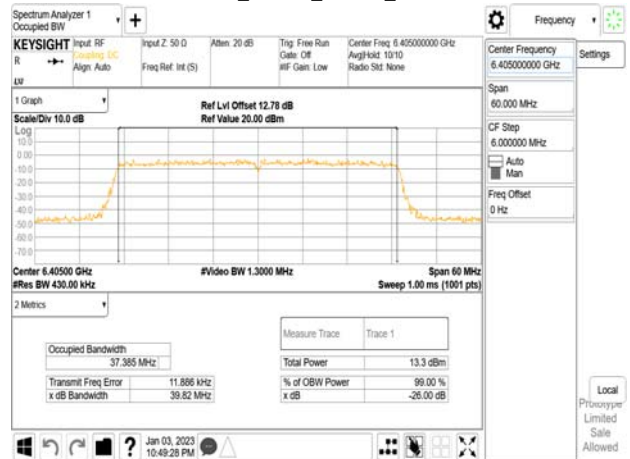 Spectrum Analyzer 1
Occupied BW
Frequency
KEYSIGHT
Input: RF
Coupling: DC
Align: Auto
Input Z: 50 Ω
Freq Ref: Int (S)
Atten: 20 dB
Trig: Free Run
Gate: Off
#IF Gain: Low
Center Freq: 6.405000000 GHz
Avg|Hold: 10/10
Radio Std: None
R
LXI
Center Frequency
6.405000000 GHz
Settings
Span
60.000 MHz
CF Step
6.000000 MHz
Auto
Man
Freq Offset
0 Hz
1 Graph
Scale/Div 10.0 dB
Ref Lvl Offset 12.78 dB
Ref Value 20.00 dBm
Log
10.0
0.00
-10.0
-20.0
-30.0
-40.0
-50.0
-60.0
-70.0
Center 6.40500 GHz
#Res BW 430.00 kHz
#Video BW 1.3000 MHz
Span 60 MHz
Sweep 1.00 ms (1001 pts)
2 Metrics
Measure Trace Trace 1
Occupied Bandwidth
37.385 MHz
Total Power 13.3 dBm
Transmit Freq Error 11.886 kHz
% of OBW Power 99.00 %
x dB Bandwidth 39.82 MHz
x dB -26.00 dB
Local
Prototype
Limited
Sale
Allowed
?
Jan 03, 2023
10:49:28 PM